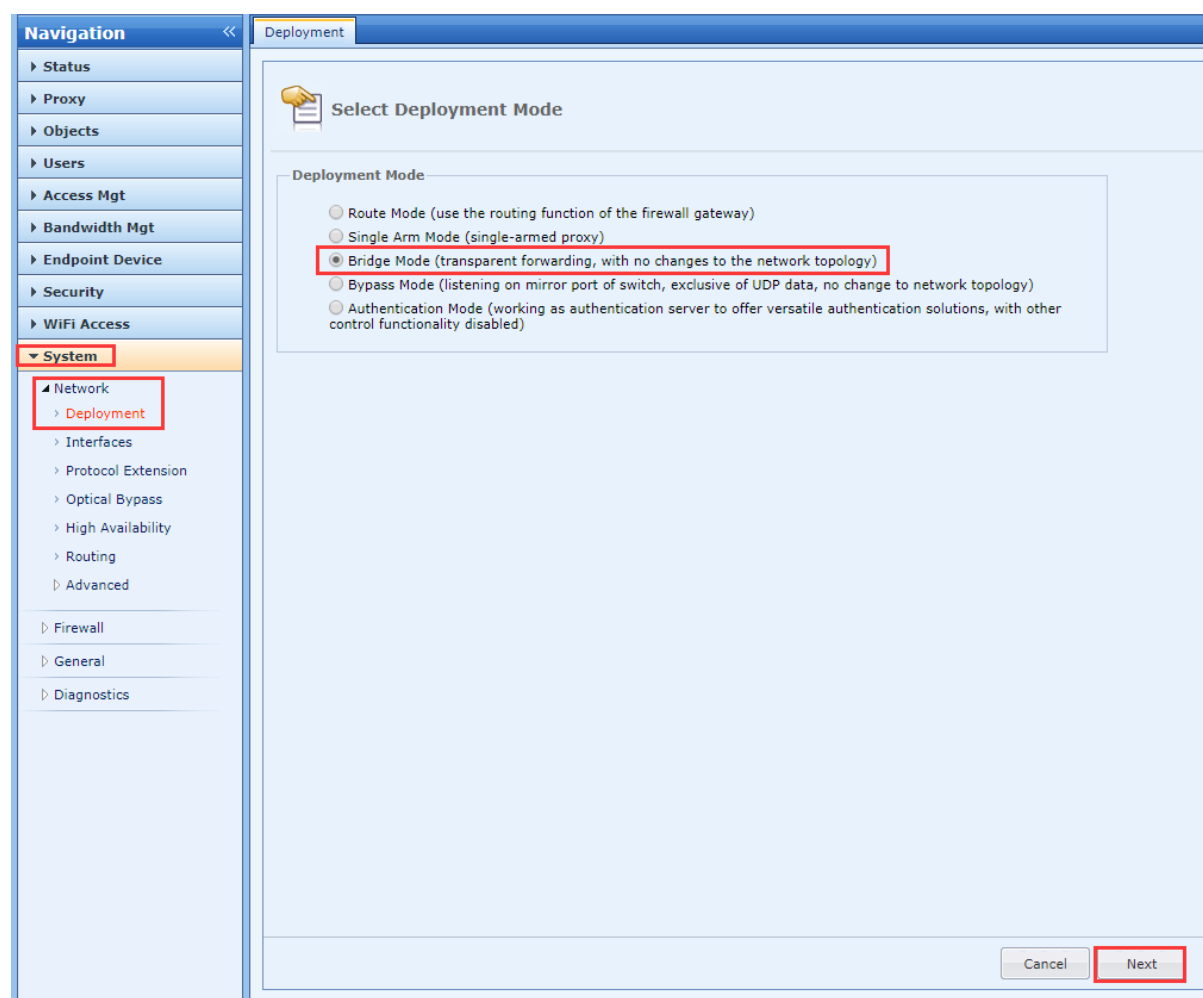 Navigation
Status
Proxy
Objects
Users
Access Mgt
Bandwidth Mgt
Endpoint Device
Security
WiFi Access
System
Network
Deployment
Interfaces
Protocol Extension
Optical Bypass
High Availability
Routing
Advanced
Firewall
General
Diagnostics
Deployment
Select Deployment Mode
Deployment Mode
Route Mode (use the routing function of the firewall gateway)
Single Arm Mode (single-armed proxy)
Bridge Mode (transparent forwarding, with no changes to the network topology)
Bypass Mode (listening on mirror port of switch, exclusive of UDP data, no change to network topology)
Authentication Mode (working as authentication server to offer versatile authentication solutions, with other
control functionality disabled)
Cancel
Next